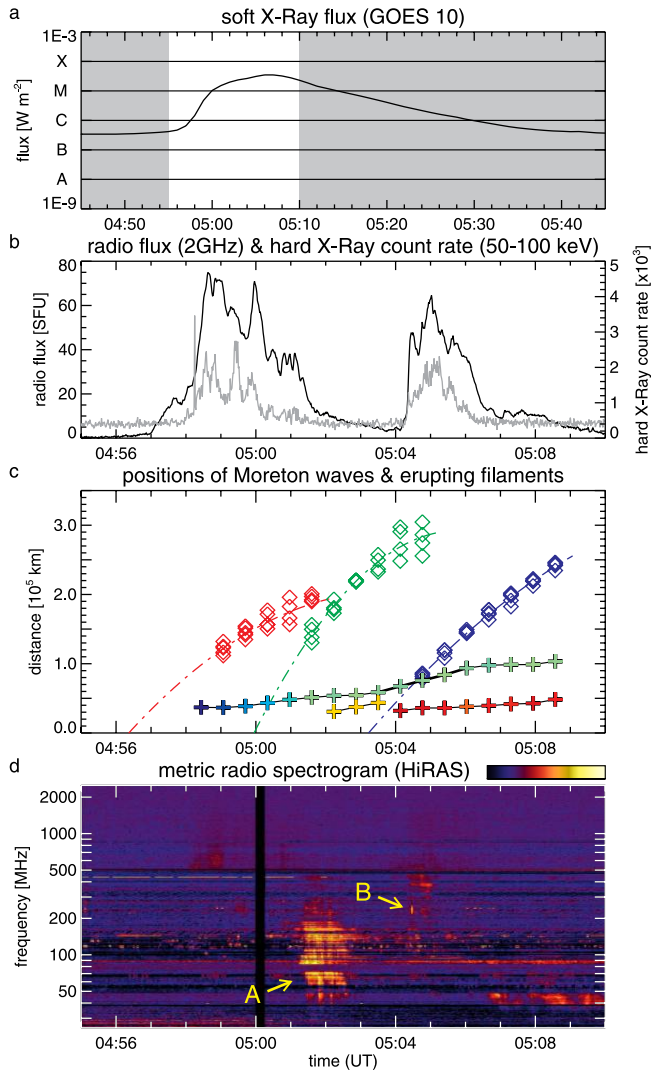 a
soft X-Ray flux (GOES 10)
1E-3
X
M
C
B
A
1E-9
flux [W m-2]
04:50 05:00 05:10 05:20 05:30 05:40
b
radio flux (2GHz) & hard X-Ray count rate (50-100 keV)
80
60
40
20
0
radio flux [SFU]
5
4
3
2
1
0
hard X-Ray count rate [x10³]
04:56 05:00 05:04 05:08
c
positions of Moreton waves & erupting filaments
3.0
2.0
1.0
0.0
distance [10⁵ km]
04:56 05:00 05:04 05:08
d
metric radio spectrogram (HiRAS)
2000
1000
500
200
100
50
frequency [MHz]
B
A
04:56 05:00 05:04 05:08
time (UT)